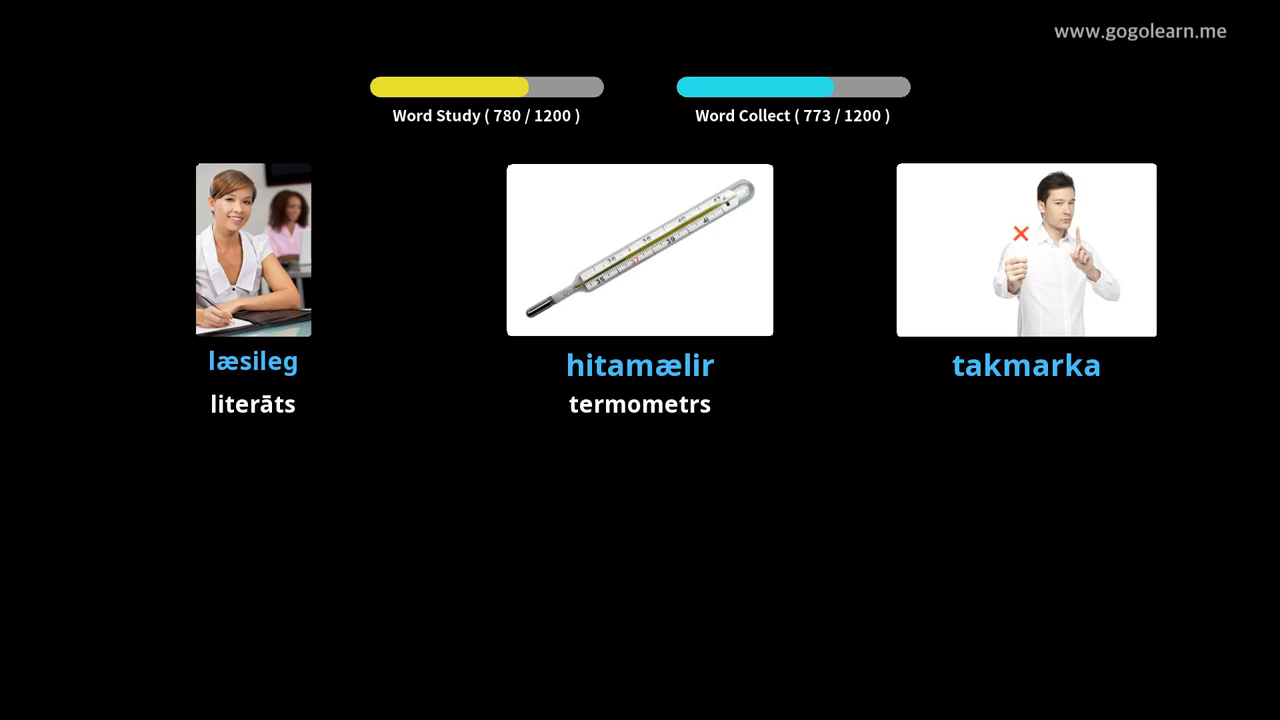 www.gogolearn.me
Word Study ( 780 / 1200 )
Word Collect ( 773 / 1200 )
læsileg
literāts
hitamælir
termometrs
takmarka